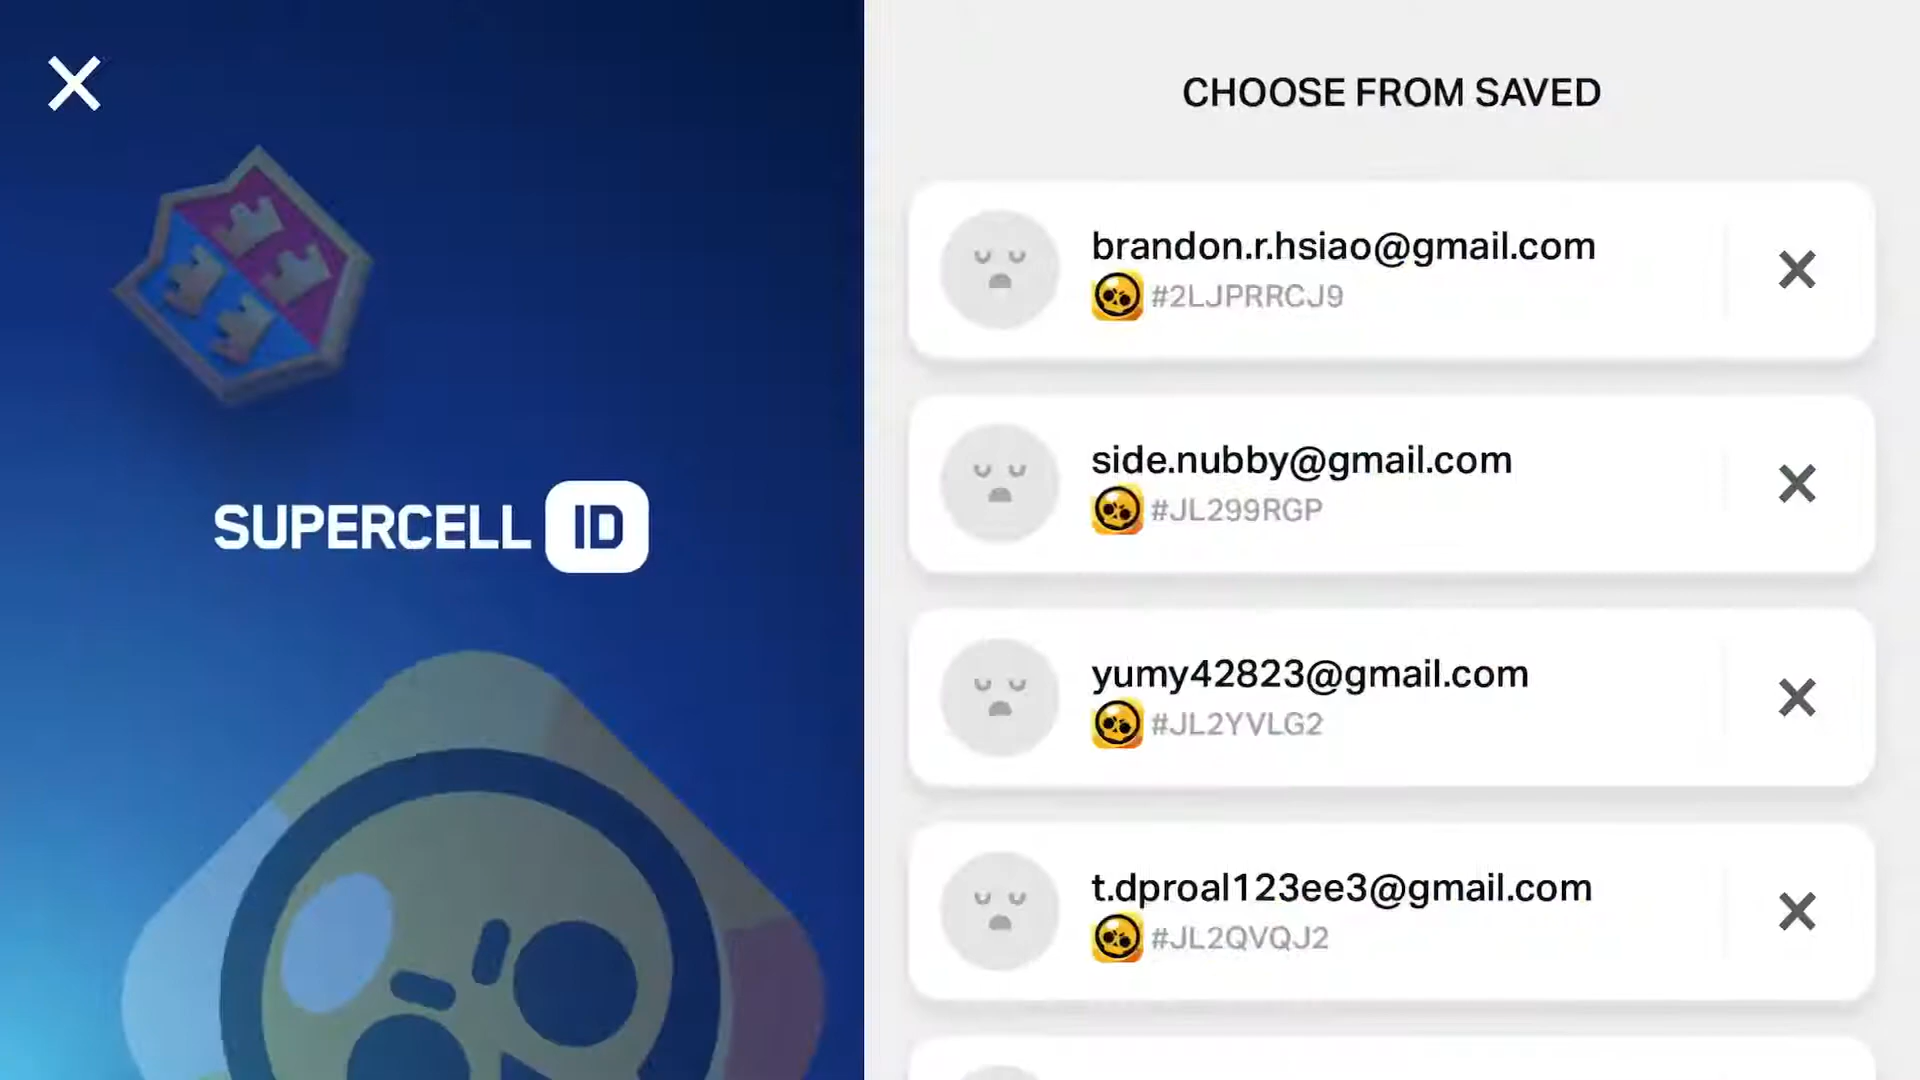 SUPERCELL ID
CHOOSE FROM SAVED
brandon.r.hsiao@gmail.com
#2LJPRRCJ9
side.nubby@gmail.com
#JL299RGP
yumy42823@gmail.com
#JL2YVLG2
t.dproal123ee3@gmail.com
#JL2QVQJ2